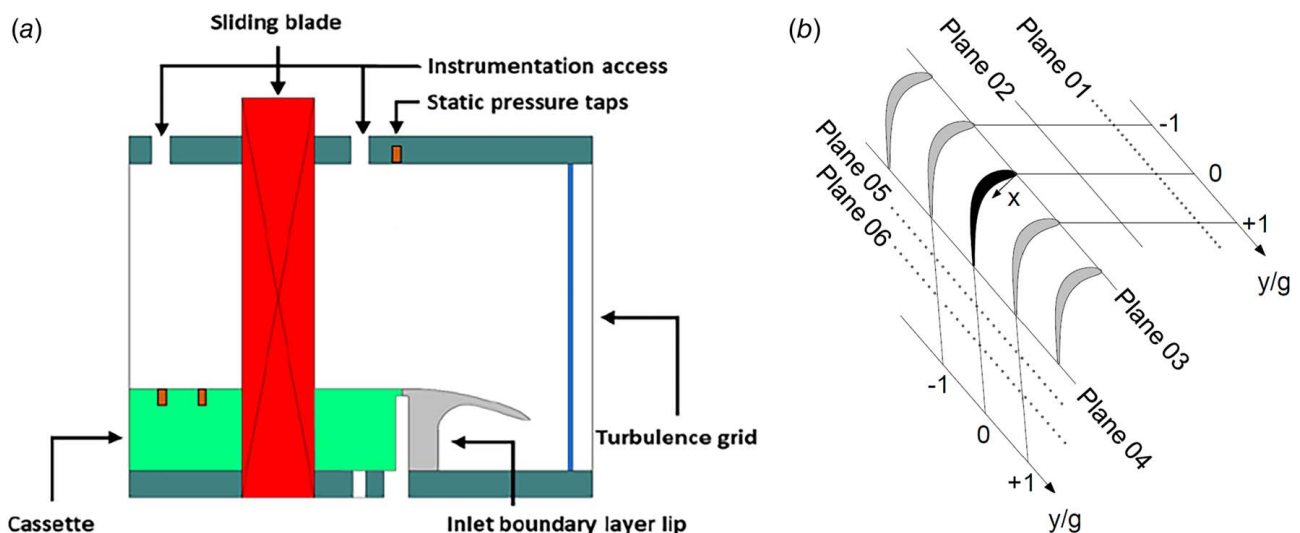 (a)
Sliding blade
Instrumentation access
Static pressure taps
Turbulence grid
Cassette
Inlet boundary layer lip
(b)
Plane 01
Plane 02
-1
0
+1
y/g
Plane 05
Plane 06
x
Plane 03
Plane 04
-1
0
+1
y/g